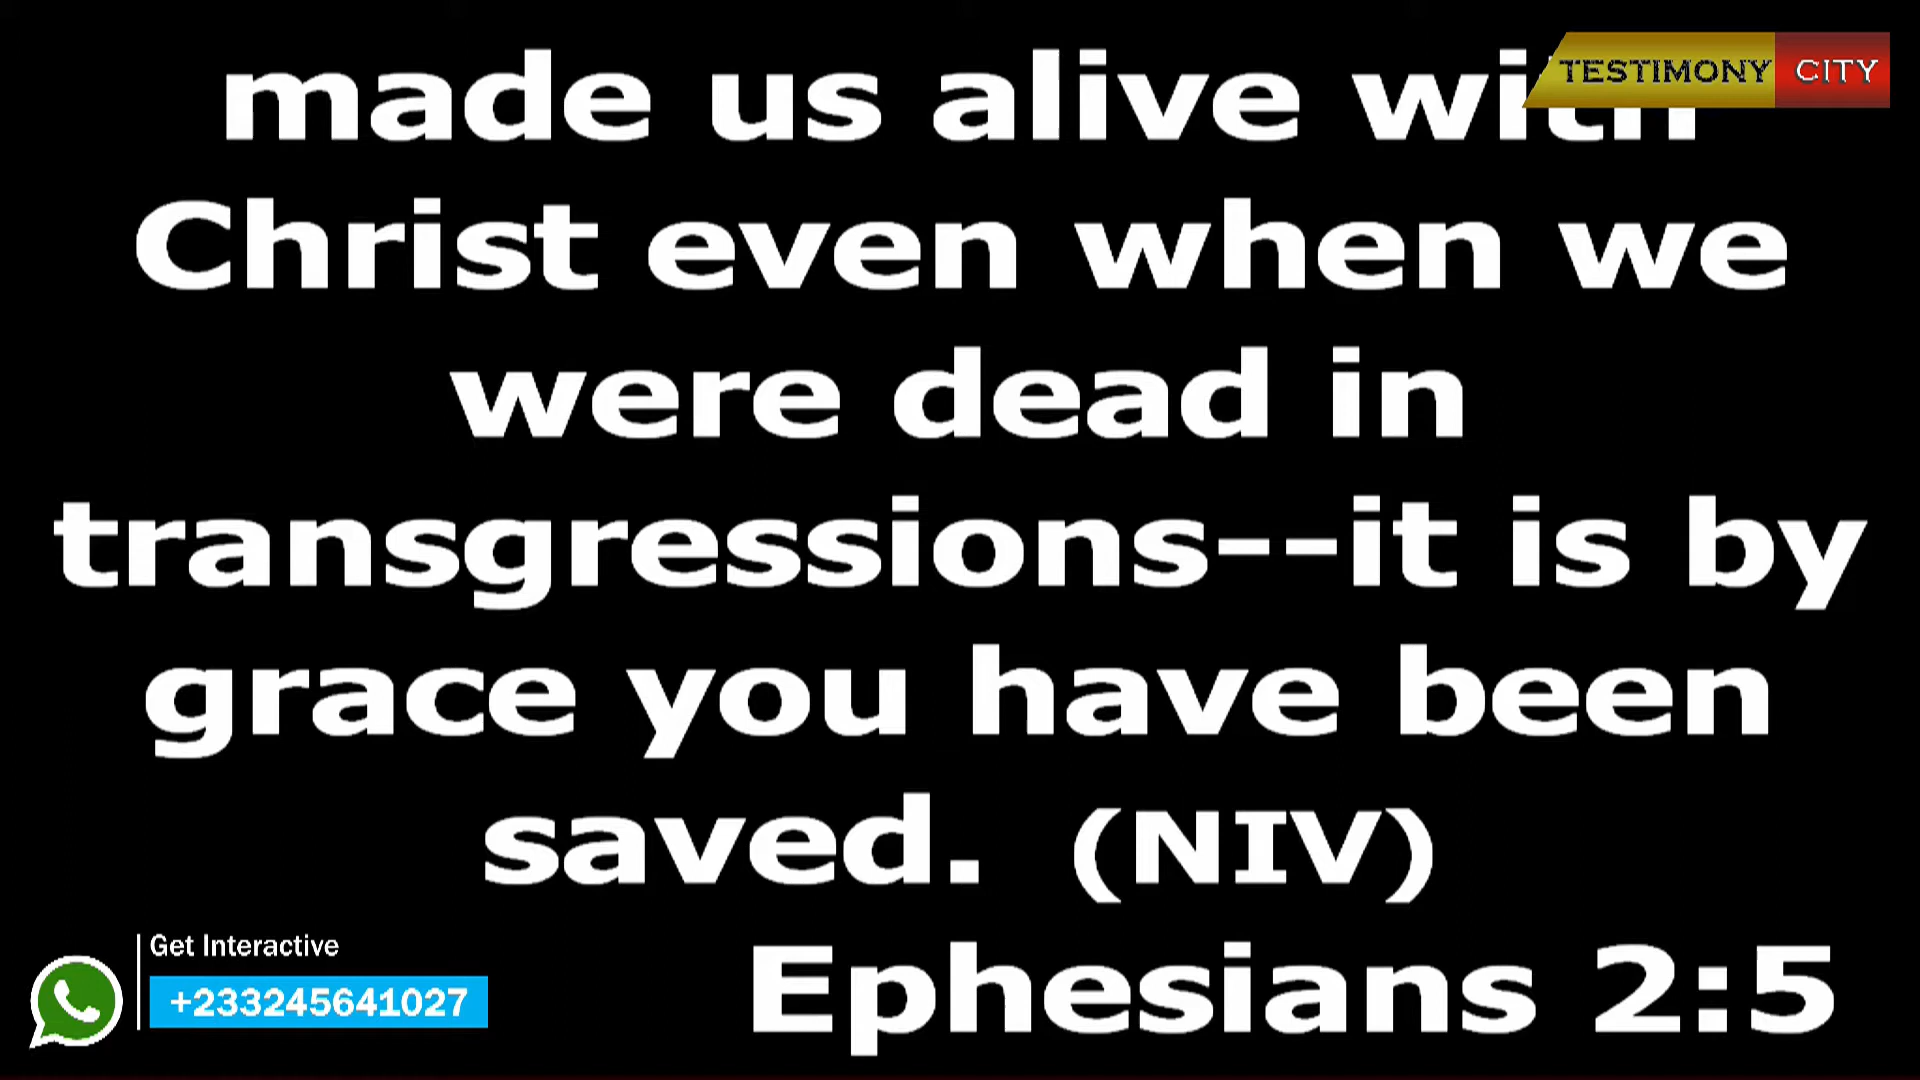 made us alive with
TESTIMONY CITY
Christ even when we
were dead in
transgressions--it is by
grace you have been
saved. (NIV)
Ephesians 2:5
Get Interactive
+233245641027